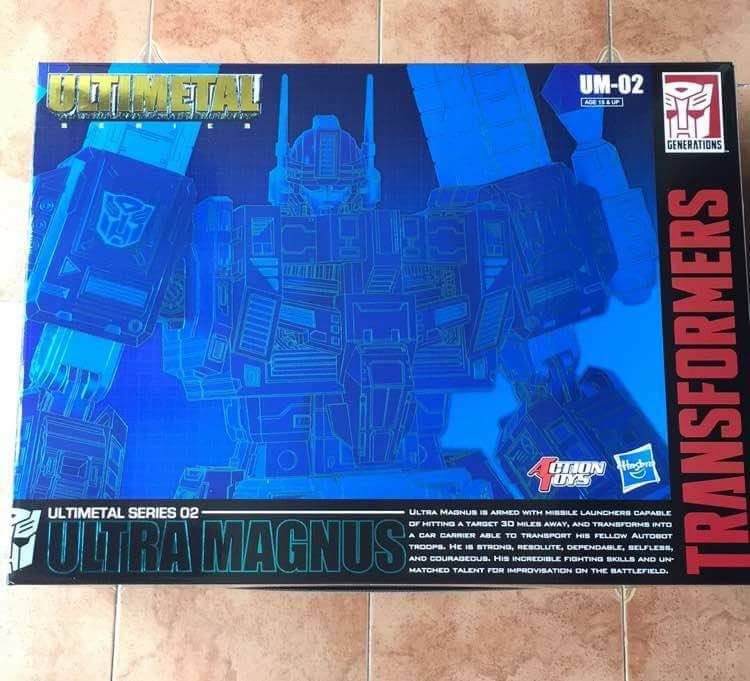 ULTIMETAL
SERIES
UM-02
AGE 15 & UP
GENERATIONS
TRANSFORMERS
ACTION
TOYS
Hasbro
ULTIMETAL SERIES 02
ULTRA MAGNUS
ULTRA MAGNUS IS ARMED WITH MISSILE LAUNCHERS CAPABLE
OF HITTING A TARGET 30 MILES AWAY, AND TRANSFORMS INTO
A CAR CARRIER ABLE TO TRANSPORT HIS FELLOW AUTOBOT
TROOPS. HE IS STRONG, RESOLUTE, DEPENDABLE, SELFLESS,
AND COURAGEOUS. HIS INCREDIBLE FIGHTING SKILLS AND UN-
MATCHED TALENT FOR IMPROVISATION ON THE BATTLEFIELD.